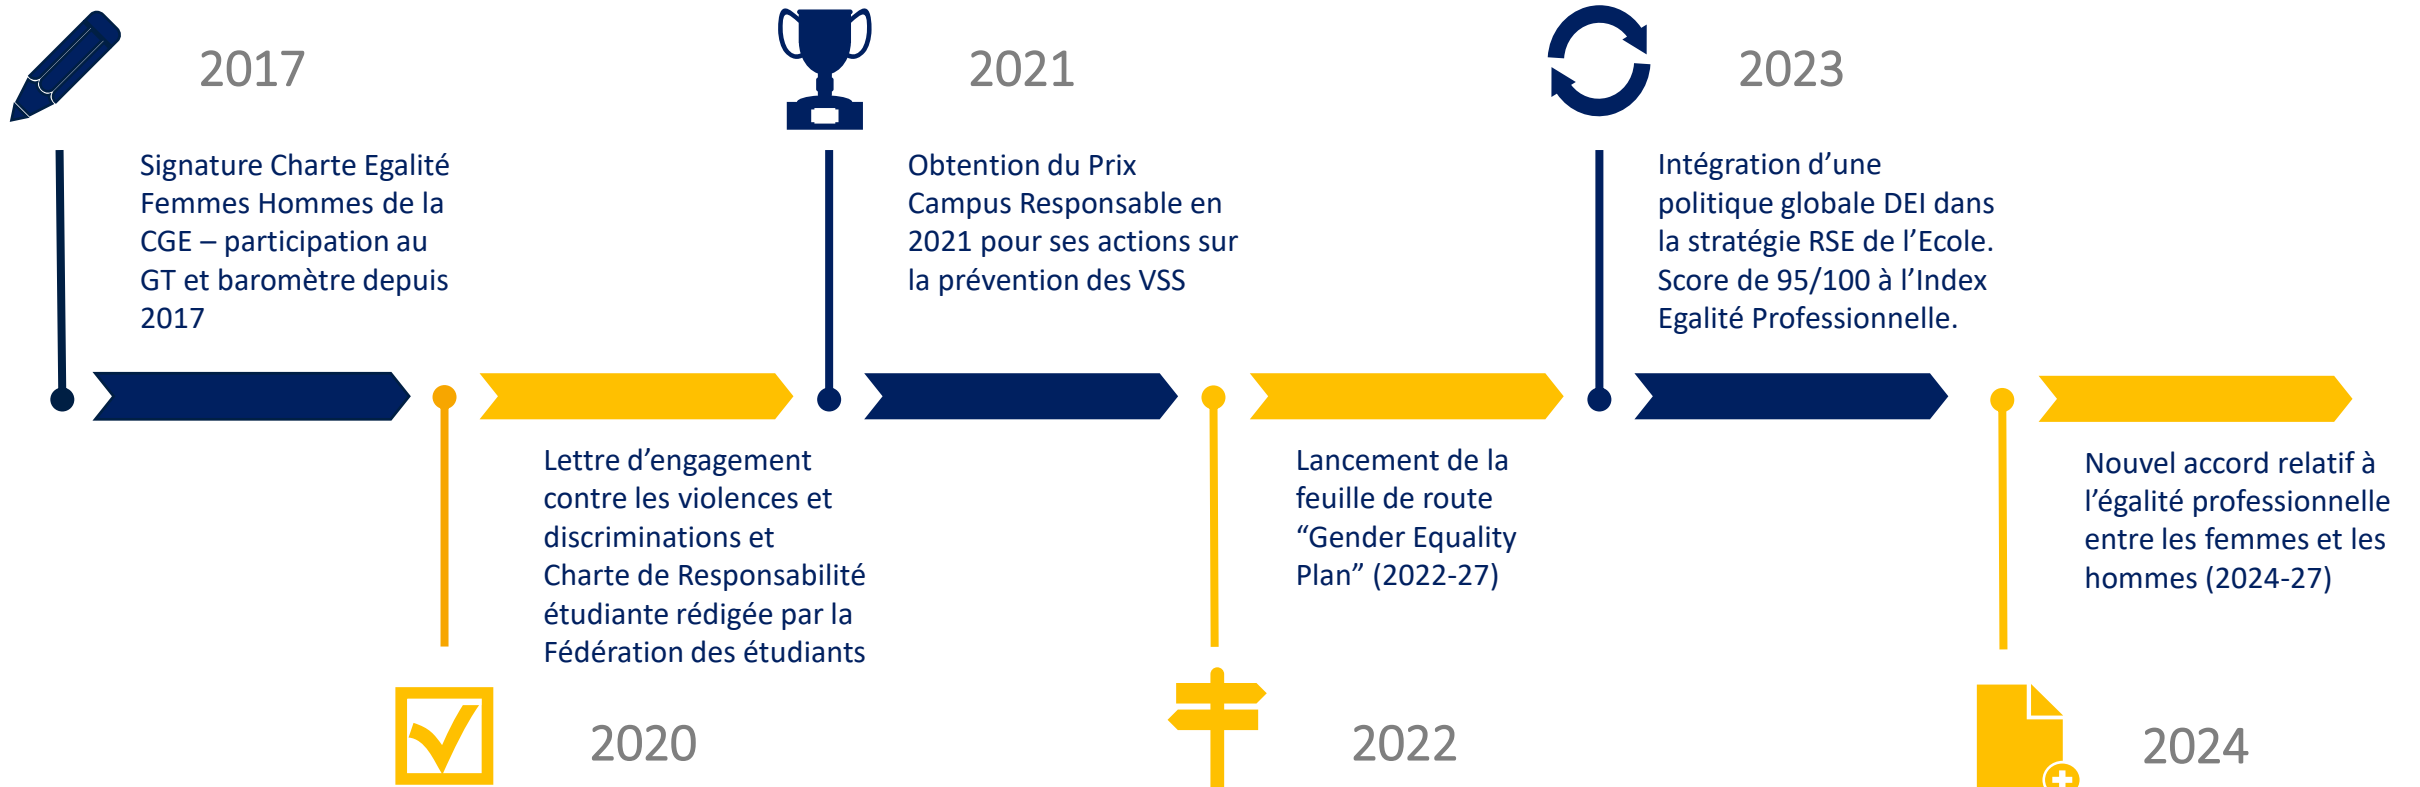 2017
Signature Charte Egalité
Femmes Hommes de la
CGE – participation au
GT et baromètre depuis
2017
Lettre d’engagement
contre les violences et
discriminations et
Charte de Responsabilité
étudiante rédigée par la
Fédération des étudiants
2020
2021
Obtention du Prix
Campus Responsable en
2021 pour ses actions sur
la prévention des VSS
Lancement de la
feuille de route
“Gender Equality
Plan” (2022-27)
2022
2023
Intégration d’une
politique globale DEI dans
la stratégie RSE de l’Ecole.
Score de 95/100 à l’Index
Egalité Professionnelle.
Nouvel accord relatif à
l’égalité professionnelle
entre les femmes et les
hommes (2024-27)
2024